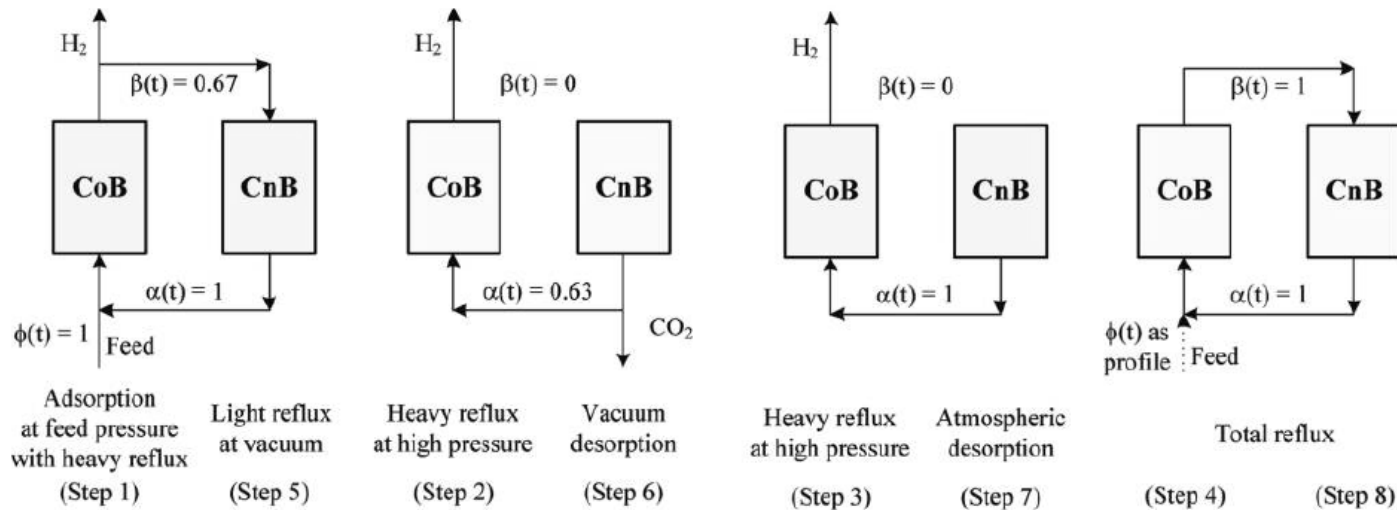 H₂
β(t) = 0.67
CoB
CnB
α(t) = 1
ϕ(t) = 1
Feed
Adsorption
at feed pressure
with heavy reflux
(Step 1)
Light reflux
at vacuum
(Step 5)
H₂
β(t) = 0
CoB
CnB
α(t) = 0.63
CO₂
Heavy reflux
at high pressure
(Step 2)
Vacuum
desorption
(Step 6)
H₂
β(t) = 0
CoB
CnB
α(t) = 1
Heavy reflux
at high pressure
(Step 3)
Atmospheric
desorption
(Step 7)
β(t) = 1
CoB
CnB
α(t) = 1
ϕ(t) as
profile
Feed
Total reflux
(Step 4)
(Step 8)